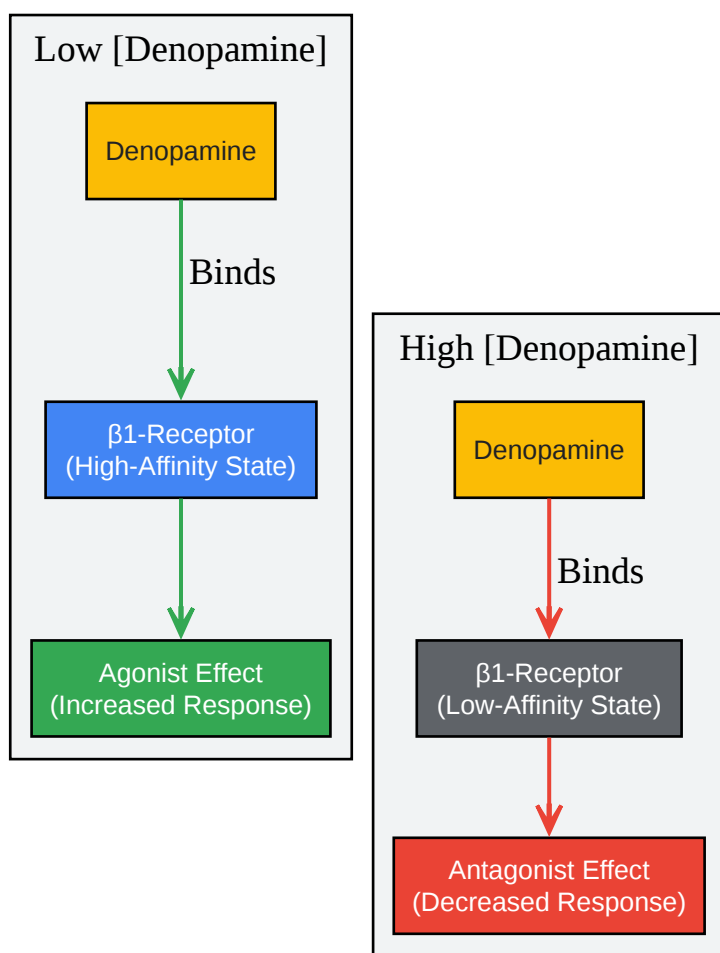 Low [Denopamine]
Denopamine
Binds
β1-Receptor
(High-Affinity State)
Agonist Effect
(Increased Response)
High [Denopamine]
Denopamine
Binds
β1-Receptor
(Low-Affinity State)
Antagonist Effect
(Decreased Response)